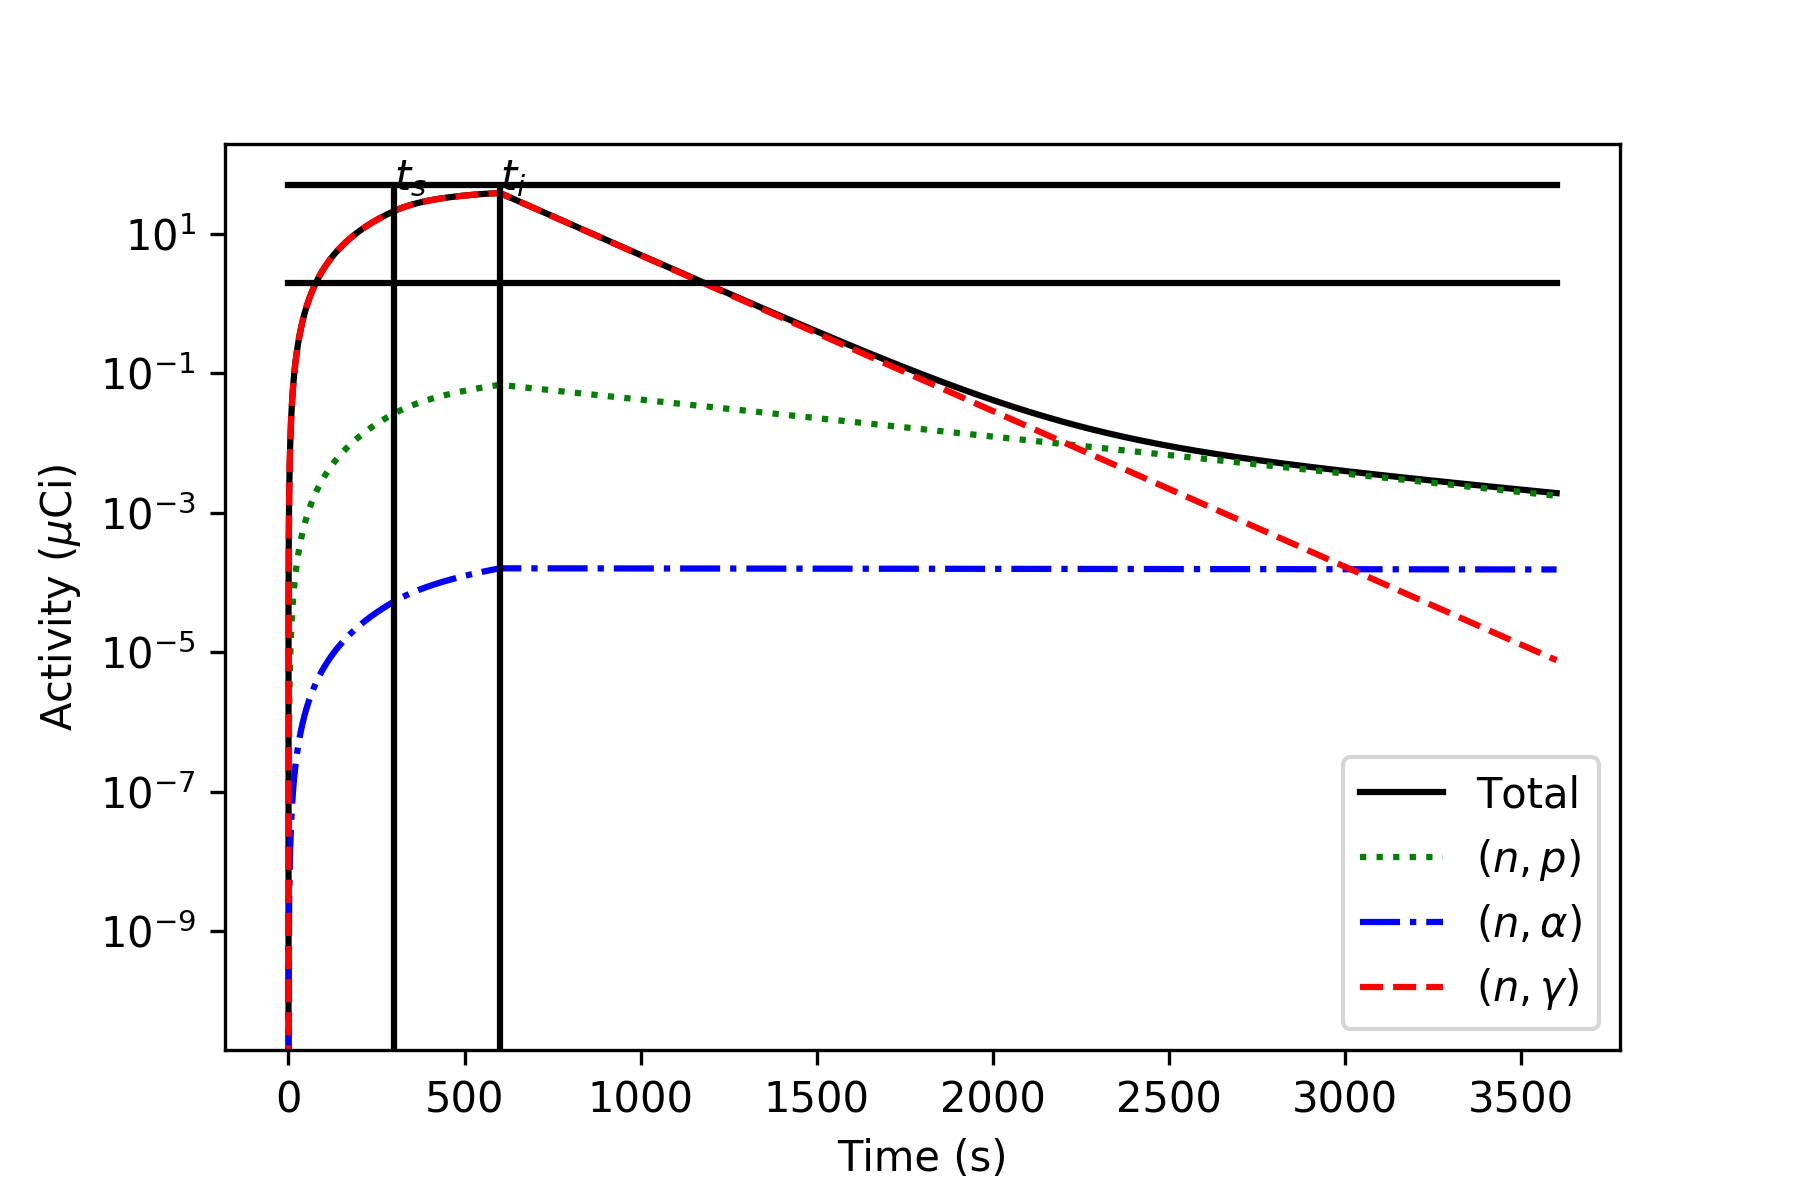 t_s t_i
10^1
10^−1
10^−3
10^−5
10^−7
10^−9
Activity (μCi)
0 500 1000 1500 2000 2500 3000 3500
Time (s)
Total
(n, p)
(n, α)
(n, γ)